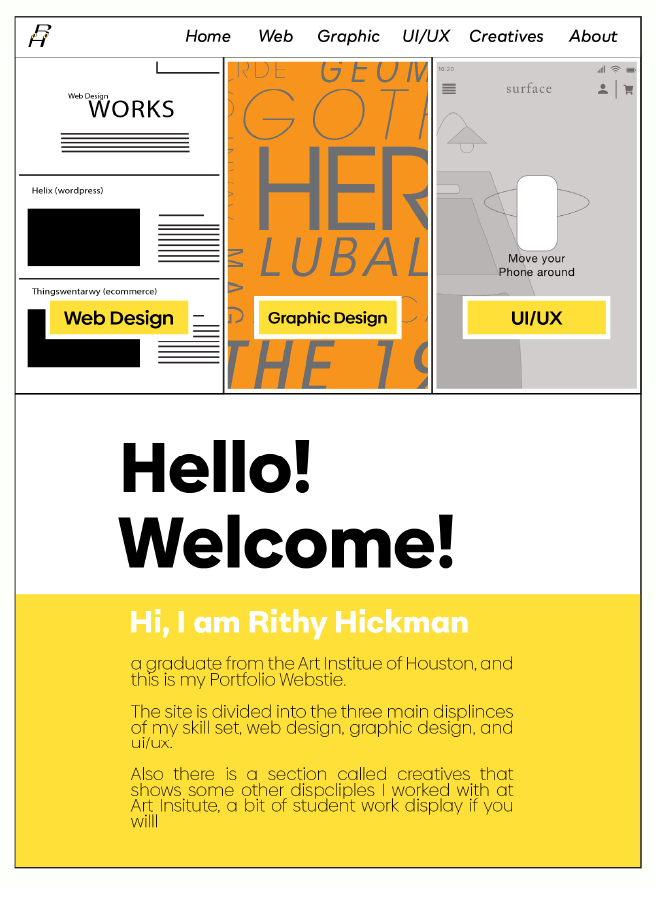 RH
Home Web Graphic UI/UX Creatives About
Web Design
WORKS
Helix (wordpress)
Thingswentarwy (ecommerce)
Web Design
RDE GEOM
GOTH
HER
LUBAL
MAG
THE 19
Graphic Design
10:20
surface
Move your
Phone around
UI/UX
Hello!
Welcome!
Hi, I am Rithy Hickman
a graduate from the Art Institue of Houston, and
this is my Portfolio Webstie.
The site is divided into the three main displinces
of my skill set, web design, graphic design, and
ui/ux.
Also there is a section called creatives that
shows some other dispcliples I worked with at
Art Insitute, a bit of student work display if you
willl